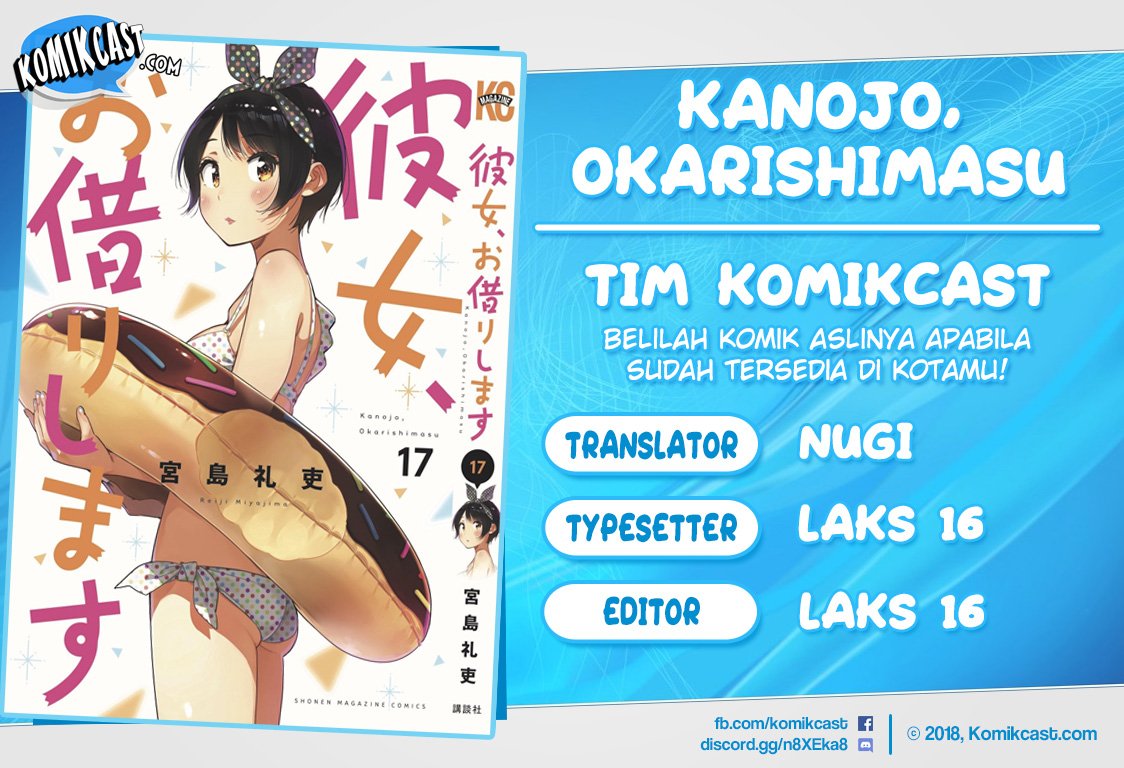 KOMIKCAST
.COM
彼女、
お借りします
Kanojo,
Okarishimasu
17
宮島礼吏
Reiji Miyajima
SHONEN MAGAZINE COMICS
KC
MAGAZINE
彼女、お借りします
Kanojo, Okarishimasu
17
宮島礼吏
講談社
KANOJO,
OKARISHIMASU
TIM KOMIKCAST
BELILAH KOMIK ASLINYA APABILA
SUDAH TERSEDIA DI KOTAMU!
TRANSLATOR NUGI
TYPESETTER LAKS 16
EDITOR LAKS 16
fb.com/komikcast
discord.gg/n8XEka8
© 2018, Komikcast.com